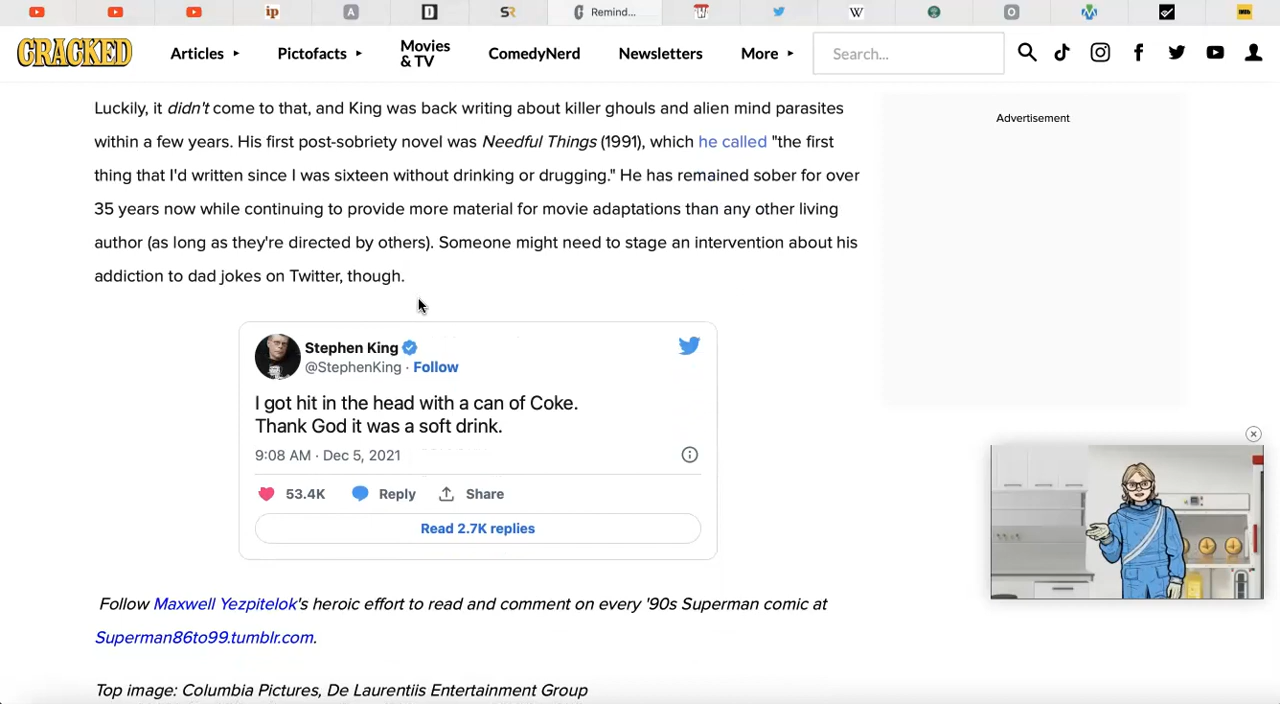 ip
A
D
SR
Remind...
W
O
CRACKED
Articles
Pictofacts
Movies
& TV
ComedyNerd
Newsletters
More
Search...
Luckily, it didn't come to that, and King was back writing about killer ghouls and alien mind parasites
within a few years. His first post-sobriety novel was Needful Things (1991), which he called "the first
thing that I'd written since I was sixteen without drinking or drugging." He has remained sober for over
35 years now while continuing to provide more material for movie adaptations than any other living
author (as long as they're directed by others). Someone might need to stage an intervention about his
addiction to dad jokes on Twitter, though.
Advertisement
Stephen King
@StephenKing · Follow
I got hit in the head with a can of Coke.
Thank God it was a soft drink.
9:08 AM · Dec 5, 2021
53.4K Reply Share
Read 2.7K replies
Follow Maxwell Yezpitelok's heroic effort to read and comment on every '90s Superman comic at
Superman86to99.tumblr.com.
Top image: Columbia Pictures, De Laurentiis Entertainment Group